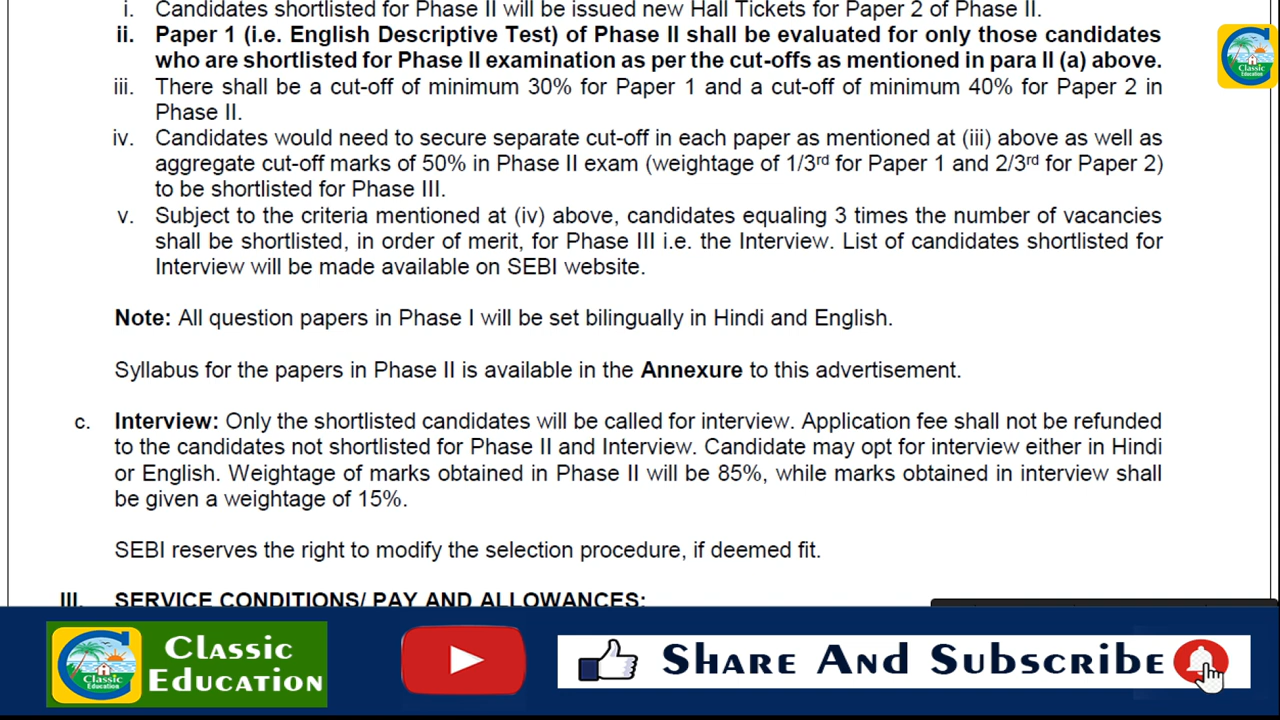 i. Candidates shortlisted for Phase II will be issued new Hall Tickets for Paper 2 of Phase II.
ii. Paper 1 (i.e. English Descriptive Test) of Phase II shall be evaluated for only those candidates
who are shortlisted for Phase II examination as per the cut-offs as mentioned in para II (a) above.
iii. There shall be a cut-off of minimum 30% for Paper 1 and a cut-off of minimum 40% for Paper 2 in
Phase II.
iv. Candidates would need to secure separate cut-off in each paper as mentioned at (iii) above as well as
aggregate cut-off marks of 50% in Phase II exam (weightage of 1/3rd for Paper 1 and 2/3rd for Paper 2)
to be shortlisted for Phase III.
v. Subject to the criteria mentioned at (iv) above, candidates equaling 3 times the number of vacancies
shall be shortlisted, in order of merit, for Phase III i.e. the Interview. List of candidates shortlisted for
Interview will be made available on SEBI website.
Note: All question papers in Phase I will be set bilingually in Hindi and English.
Syllabus for the papers in Phase II is available in the Annexure to this advertisement.
c. Interview: Only the shortlisted candidates will be called for interview. Application fee shall not be refunded
to the candidates not shortlisted for Phase II and Interview. Candidate may opt for interview either in Hindi
or English. Weightage of marks obtained in Phase II will be 85%, while marks obtained in interview shall
be given a weightage of 15%.
SEBI reserves the right to modify the selection procedure, if deemed fit.
III. SERVICE CONDITIONS/ PAY AND ALLOWANCES:
Classic
Education
Classic
Education
Classic
Education
Share And Subscribe